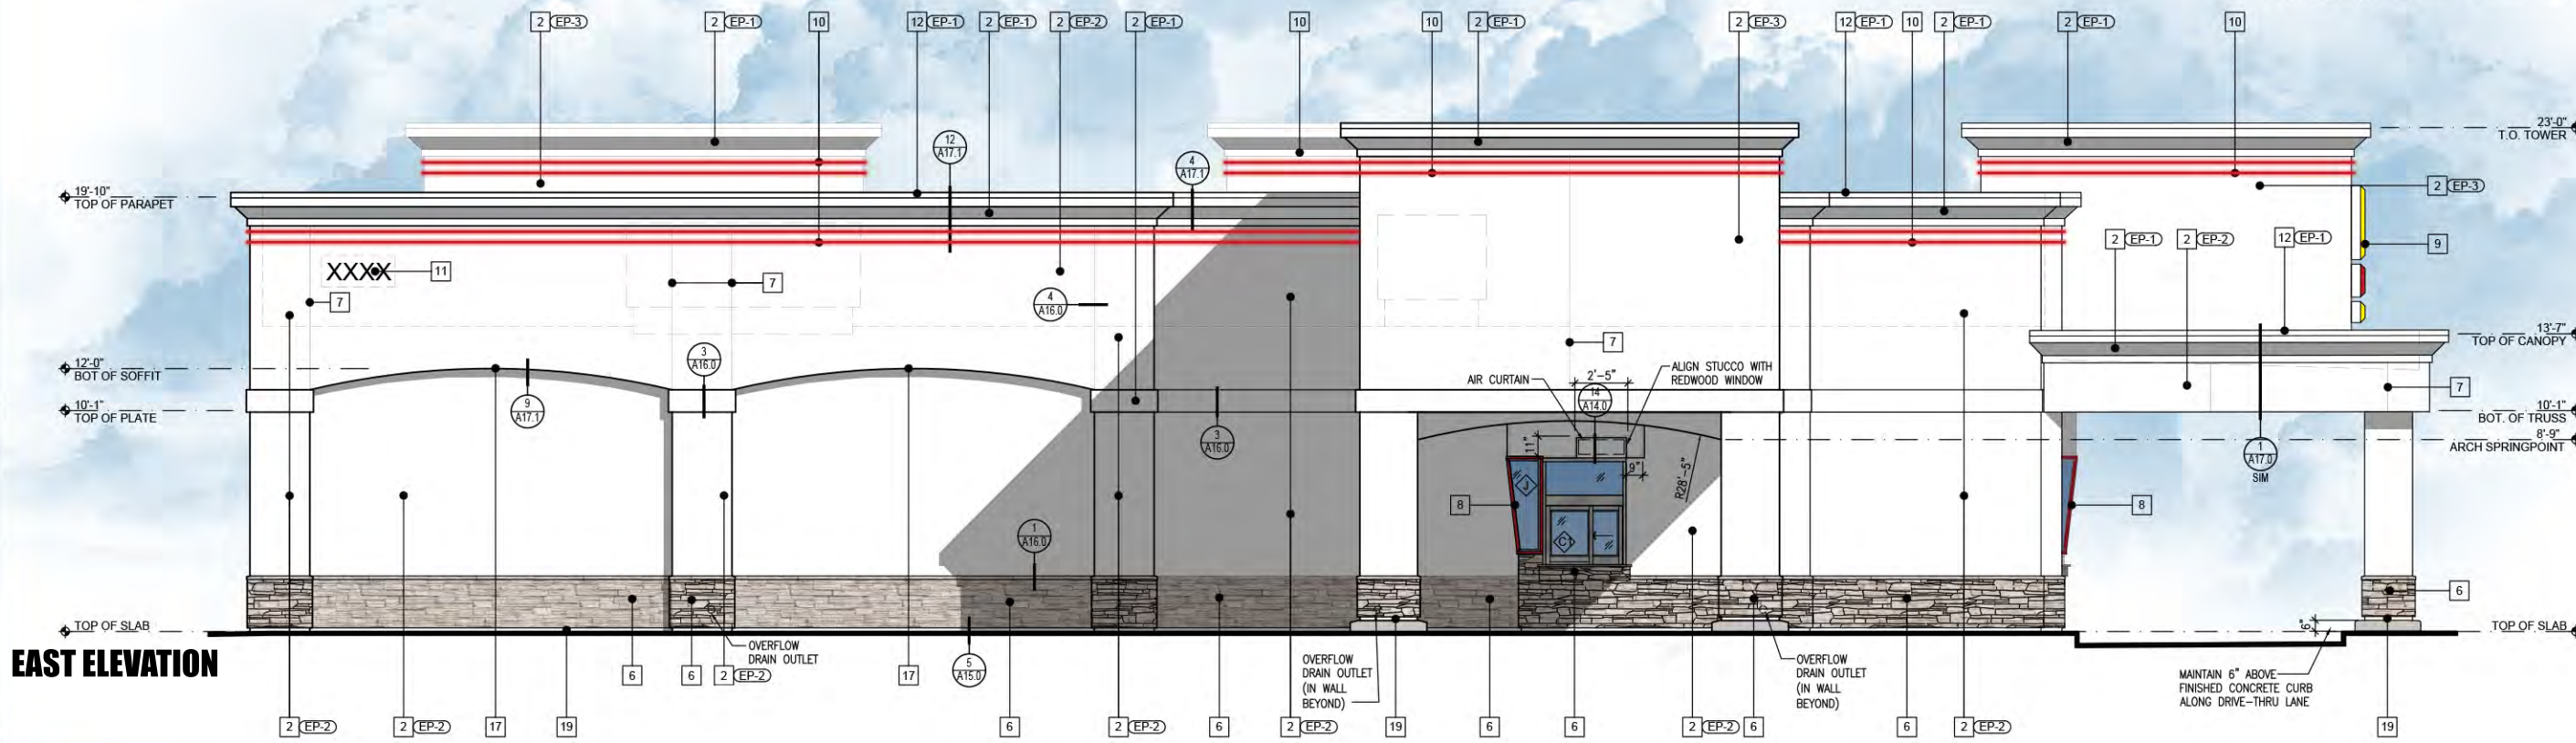 2 EP-3
2 EP-1
10
12 EP-1
2 EP-1
2 EP-2
2 EP-1
10
10
2 EP-1
2 EP-3
12 EP-1
10
2 EP-1
2 EP-1
10
23'-0"
T.O. TOWER
12
A17.1
4
A17.1
19'-10"
TOP OF PARAPET
2 EP-3
2 EP-1
2 EP-2
12 EP-1
9
XXXX
11
7
7
4
A16.0
13'-7"
TOP OF CANOPY
7
12'-0"
BOT OF SOFFIT
3
A16.0
ALIGN STUCCO WITH
REDWOOD WINDOW
AIR CURTAIN
2'-5"
14
A14.0
7
10'-1"
TOP OF PLATE
9
A17.1
3
A16.0
10'-1"
BOT. OF TRUSS
8'-9"
ARCH SPRINGPOINT
11"
9"
R28'-5"
1
A17.0
SIM
J
8
8
C1
1
A16.0
6
TOP OF SLAB
TOP OF SLAB
6"
EAST ELEVATION
OVERFLOW
DRAIN OUTLET
6
6
2 EP-2
17
5
A15.0
OVERFLOW
DRAIN OUTLET
(IN WALL
BEYOND)
OVERFLOW
DRAIN OUTLET
(IN WALL
BEYOND)
MAINTAIN 6" ABOVE
FINISHED CONCRETE CURB
ALONG DRIVE-THRU LANE
2 EP-2
2 EP-2
17
19
6
2 EP-2
6
2 EP-2
19
6
6
2 EP-2
6
6
2 EP-2
19